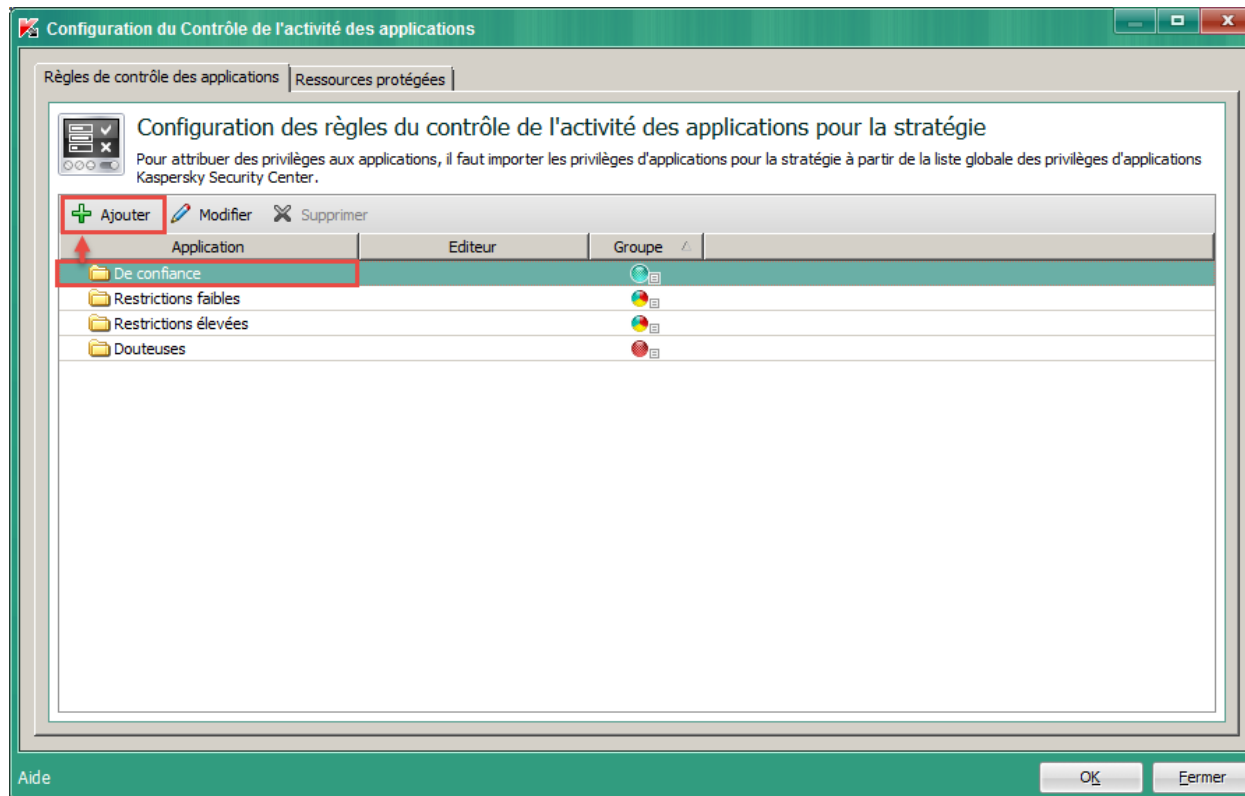 Configuration du Contrôle de l'activité des applications
Règles de contrôle des applications Ressources protégées
Configuration des règles du contrôle de l'activité des applications pour la stratégie
Pour attribuer des privilèges aux applications, il faut importer les privilèges d'applications pour la stratégie à partir de la liste globale des privilèges d'applications
Kaspersky Security Center.
Ajouter Modifier Supprimer
Application Editeur Groupe
De confiance
Restrictions faibles
Restrictions élevées
Douteuses
Aide OK Fermer